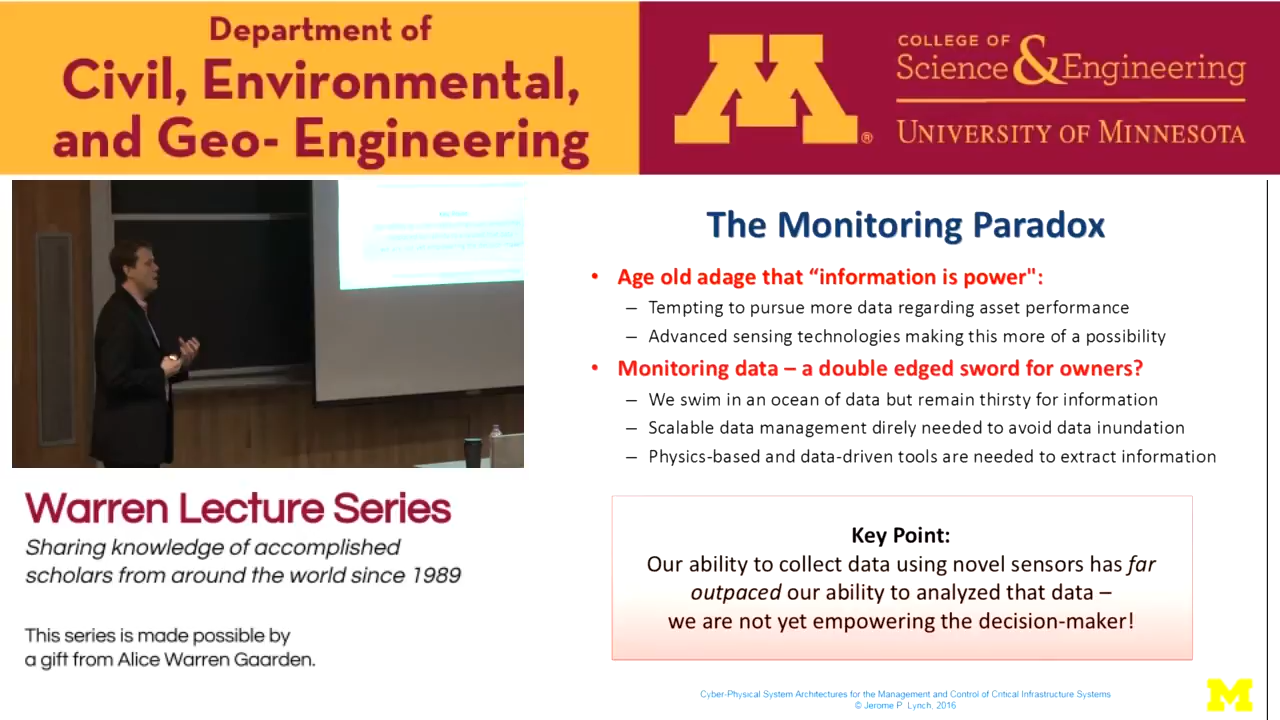 Department of
Civil, Environmental,
and Geo- Engineering
M®
COLLEGE OF
Science & Engineering
UNIVERSITY OF MINNESOTA
The Monitoring Paradox
• Age old adage that “information is power":
– Tempting to pursue more data regarding asset performance
– Advanced sensing technologies making this more of a possibility
• Monitoring data – a double edged sword for owners?
– We swim in an ocean of data but remain thirsty for information
– Scalable data management direly needed to avoid data inundation
– Physics-based and data-driven tools are needed to extract information
Key Point:
Our ability to collect data using novel sensors has far
outpaced our ability to analyzed that data –
we are not yet empowering the decision-maker!
Warren Lecture Series
Sharing knowledge of accomplished
scholars from around the world since 1989
This series is made possible by
a gift from Alice Warren Gaarden.
Cyber-Physical System Architectures for the Management and Control of Critical Infrastructure Systems
© Jerome P. Lynch, 2016
M